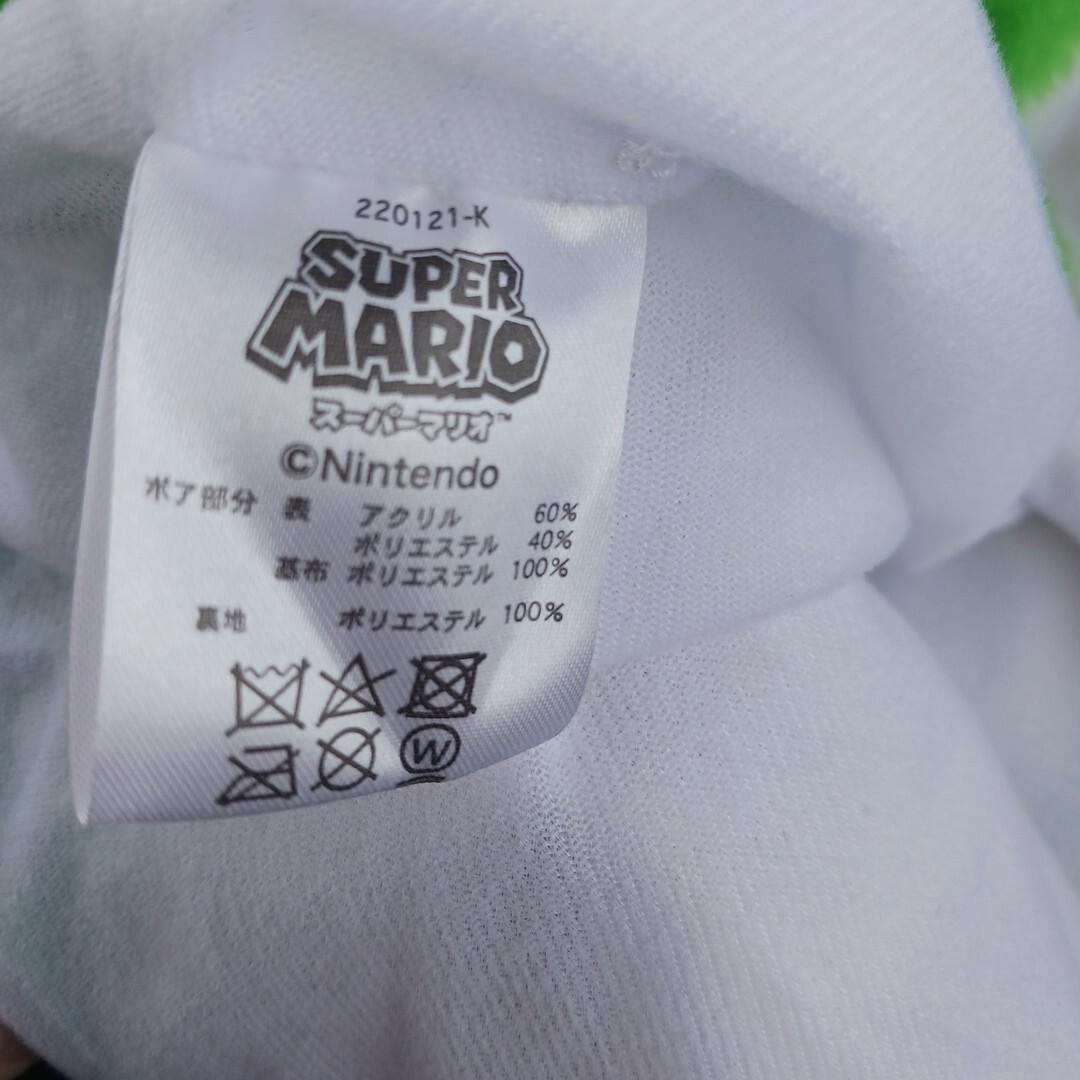 220121-K
SUPER
MARIO
スーパーマリオ™
©Nintendo
ボア部分 表 アクリル 60%
ポリエステル 40%
基布 ポリエステル 100%
裏地 ポリエステル 100%
W